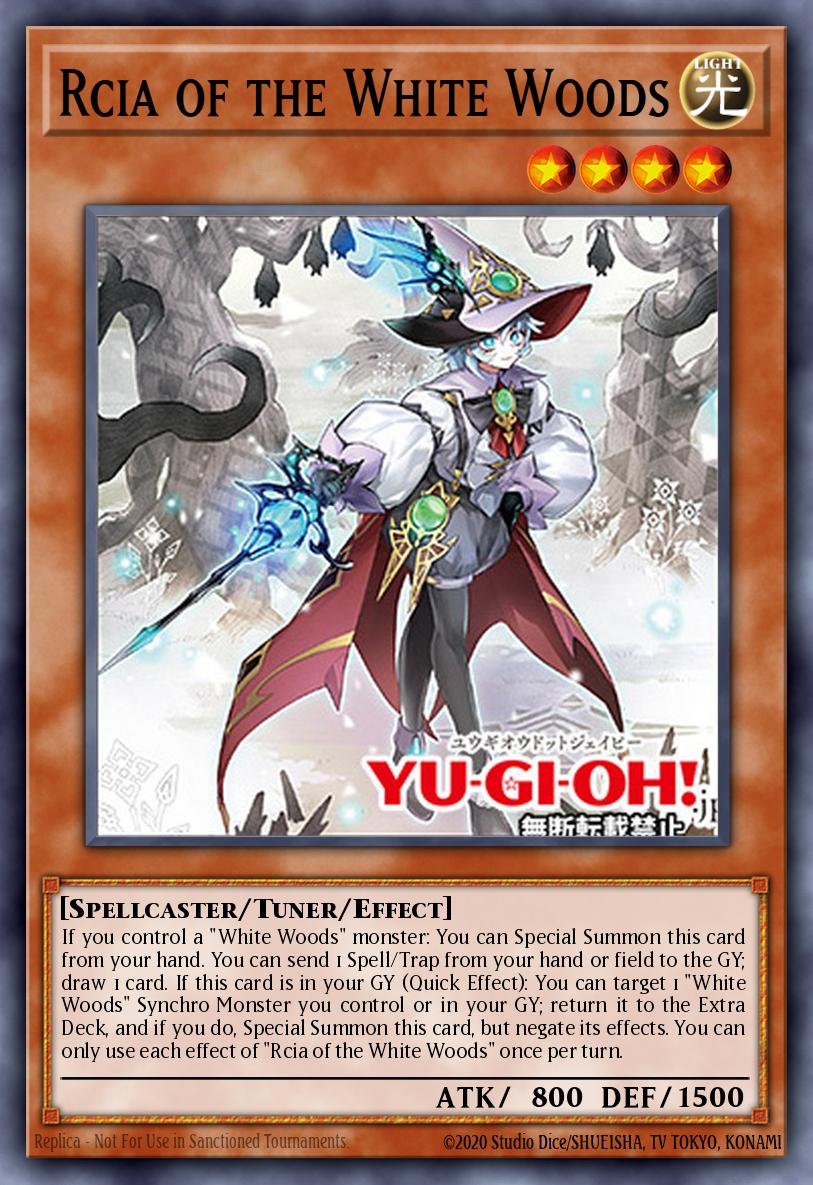 Rcia of the White Woods
LIGHT
光
ユウギオウドットジェイピー
YU-GI-OH!
無断転載禁止
[Spellcaster/Tuner/Effect]
If you control a "White Woods" monster: You can Special Summon this card
from your hand. You can send 1 Spell/Trap from your hand or field to the GY;
draw 1 card. If this card is in your GY (Quick Effect): You can target 1 "White
Woods" Synchro Monster you control or in your GY; return it to the Extra
Deck, and if you do, Special Summon this card, but negate its effects. You can
only use each effect of "Rcia of the White Woods" once per turn.
ATK/ 800 DEF/1500
Replica - Not For Use in Sanctioned Tournaments.
©2020 Studio Dice/SHUEISHA, TV TOKYO, KONAMI